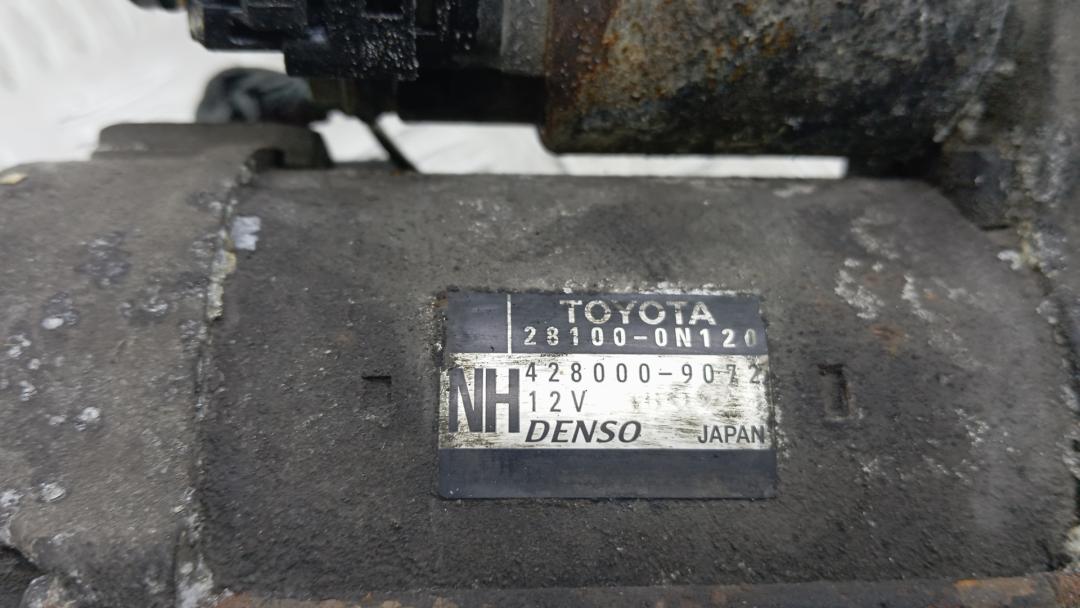 TOYOTA
28100-0N120
NH
428000-9072
12V
DENSO
JAPAN